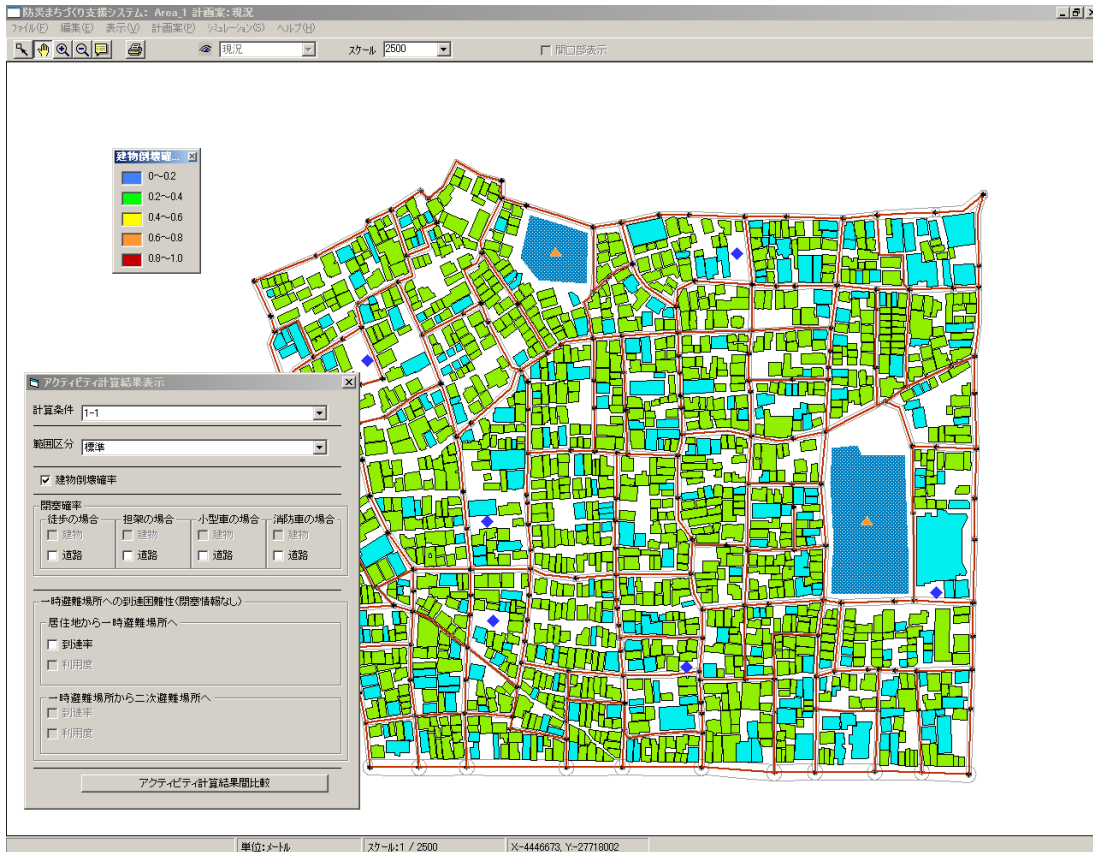 防災まちづくり支援システム: Area_1 計画案:現況
ファイル(F) 編集(E) 表示(V) 計画案(P) シミュレーション(S) ヘルプ(H)
現況 スケール 2500 開口部表示
建物倒壊確...
0～0.2
0.2～0.4
0.4～0.6
0.6～0.8
0.8～1.0
アクティビティ計算結果表示
計算条件 1-1
範囲区分 標準
建物倒壊確率
閉塞確率
徒歩の場合 担架の場合 小型車の場合 消防車の場合
建物 建物 建物 建物
道路 道路 道路 道路
一時避難場所への到達困難性(閉塞情報なし)
居住地から一時避難場所へ
到達率
利用度
一時避難場所から二次避難場所へ
到達率
利用度
アクティビティ計算結果間比較
単位:メートル スケール:1 / 2500 X=-4446673, Y=-27718002